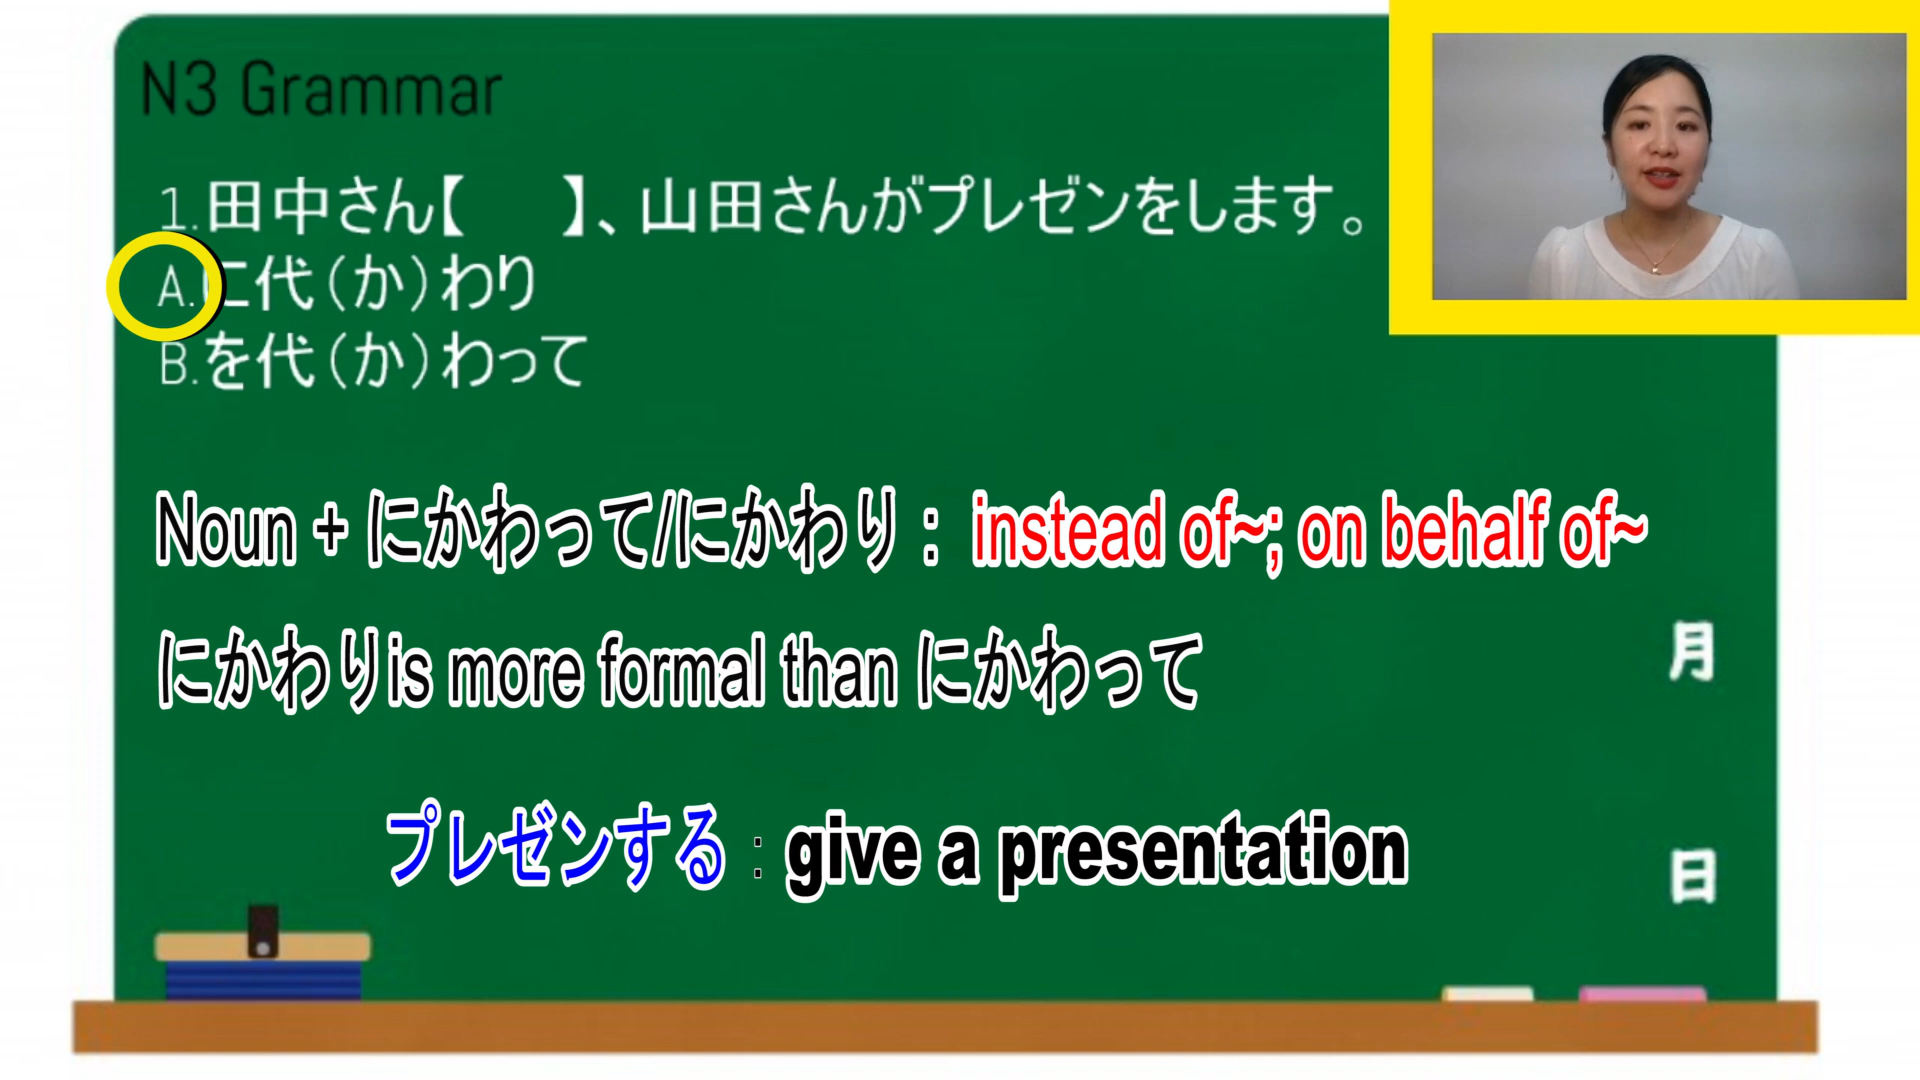 N3 Grammar
1.田中さん【　　】、山田さんがプレゼンをします。
A.に代（か）わり
B.を代（か）わって
Noun + にかわって/にかわり： instead of~; on behalf of~
にかわりis more formal than にかわって
月
プレゼンする：give a presentation
日